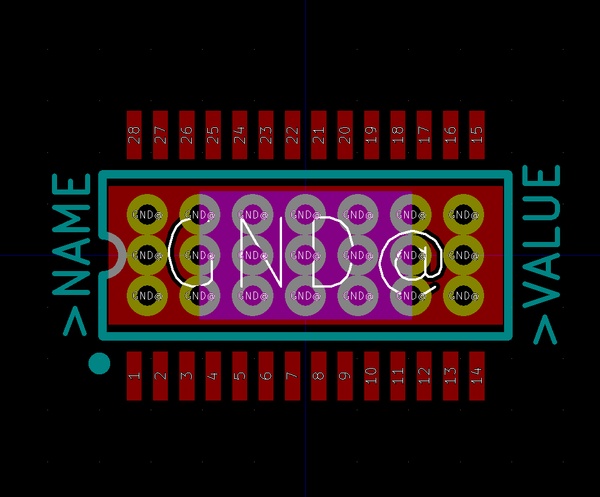 28 27 26 25 24 23 22 21 20 19 18 17 16 15
>NAME
>VALUE
GND@ GND@ GND@ GND@ GND@ GND@ GND@
GND@ GND@ GND@ GND@ GND@ GND@ GND@
GND@
GND@ GND@ GND@ GND@ GND@ GND@ GND@
1 2 3 4 5 6 7 8 9 10 11 12 13 14